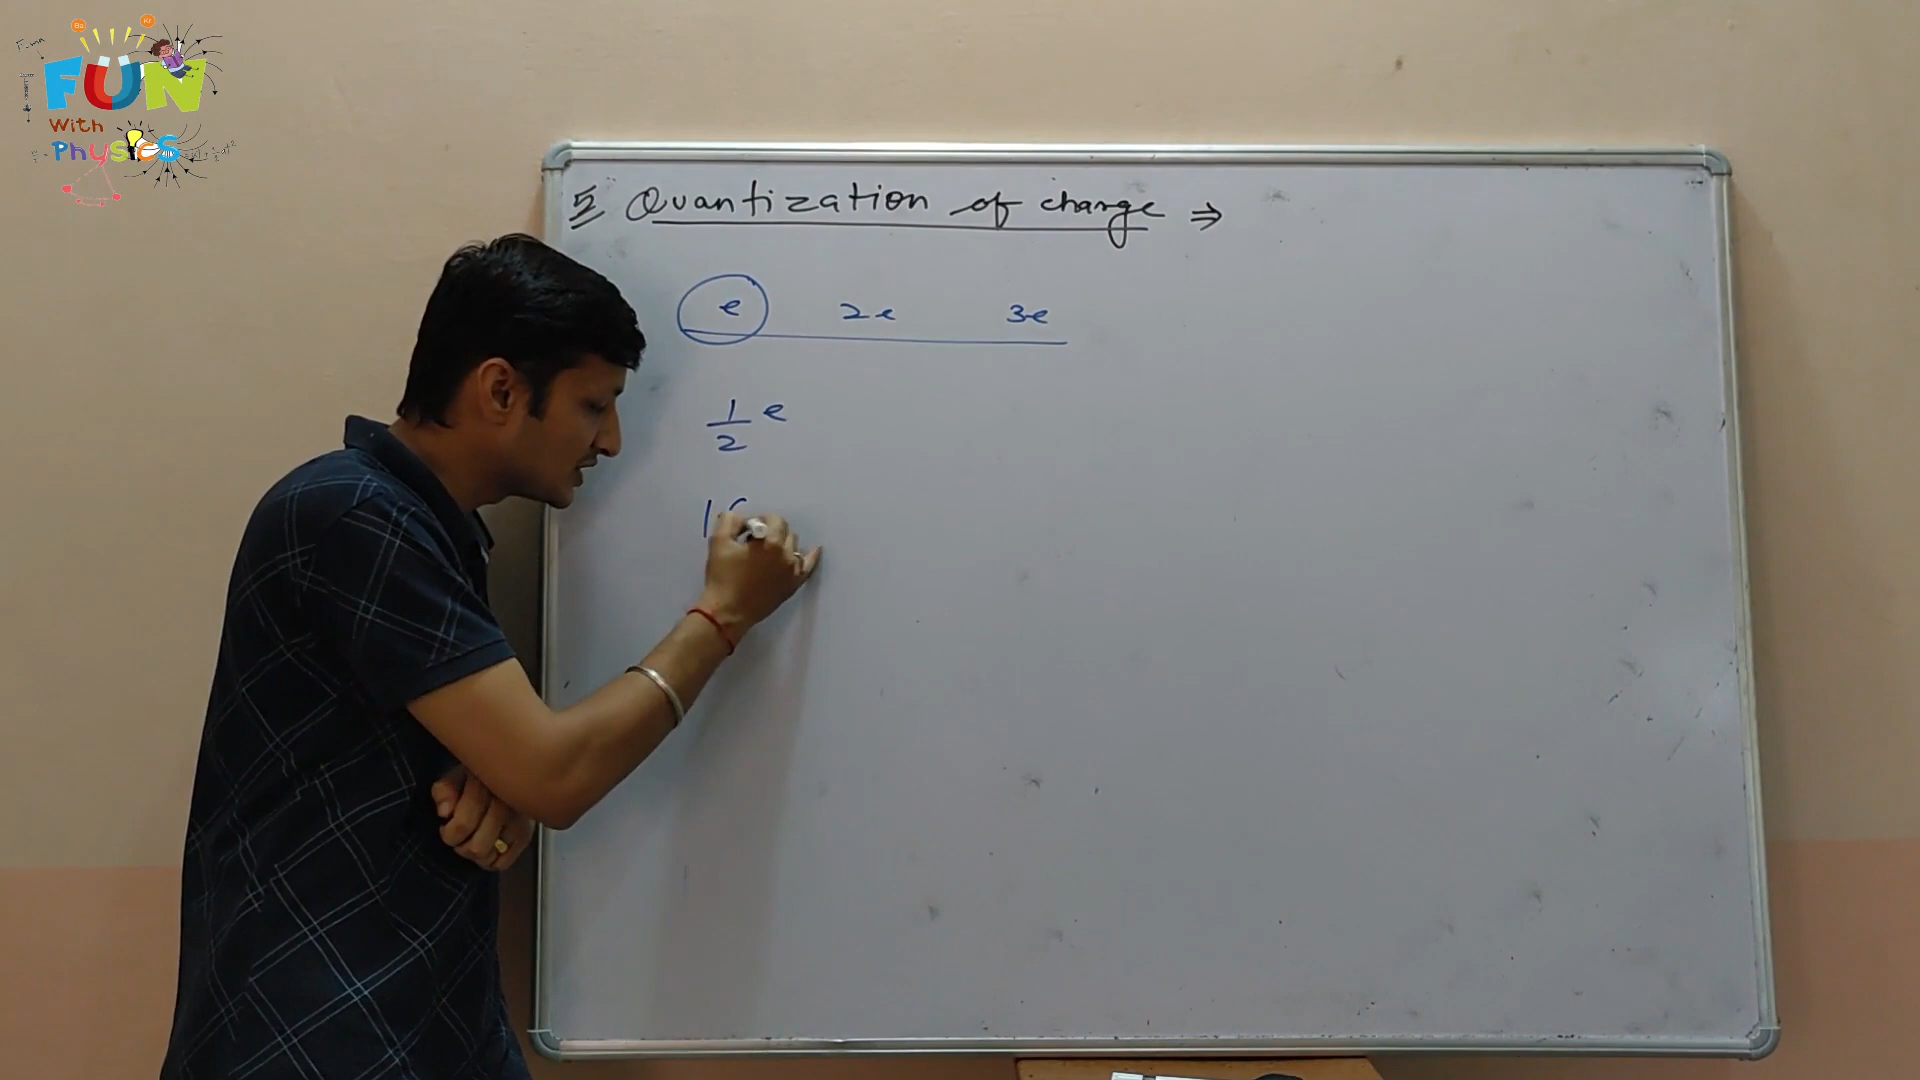 FUN
With
Physics
5 Quantization of charge ⇒
e 2e 3e
1/2 e